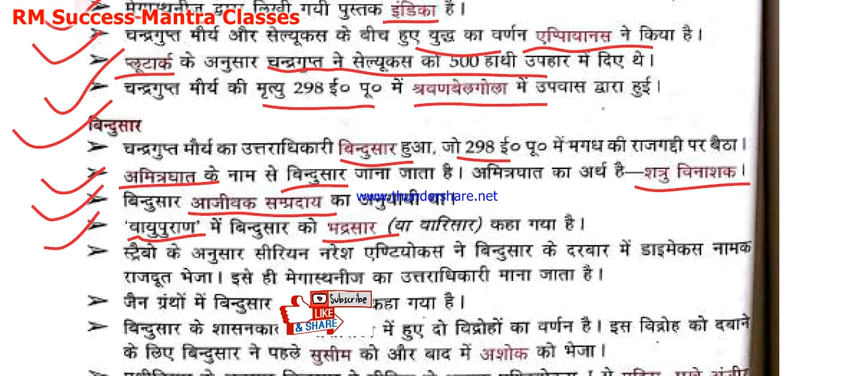 मेगास्थनीज द्वारा लिखी गयी पुस्तक इंडिका है।
RM Success Mantra Classes
चन्द्रगुप्त मौर्य और सेल्यूकस के बीच हुए युद्ध का वर्णन एप्पियानस ने किया है।
प्लूटार्क के अनुसार चन्द्रगुप्त ने सेल्यूकस को 500 हाथी उपहार में दिए थे।
चन्द्रगुप्त मौर्य की मृत्यु 298 ई० पू० में श्रवणबेलगोला में उपवास द्वारा हुई।
बिन्दुसार
चन्द्रगुप्त मौर्य का उत्तराधिकारी बिन्दुसार हुआ, जो 298 ई० पू० में मगध की राजगद्दी पर बैठा।
अमित्रघात के नाम से बिन्दुसार जाना जाता है। अमित्रघात का अर्थ है—शत्रु विनाशक।
बिन्दुसार आजीवक सम्प्रदाय का अनुयायी था
www.thundershare.net
'वायुपुराण' में बिन्दुसार को भद्रसार (या वारिसार) कहा गया है।
स्ट्रैबो के अनुसार सीरियन नरेश एण्टियोकस ने बिन्दुसार के दरबार में डाइमेकस नामक
राजदूत भेजा। इसे ही मेगास्थनीज का उत्तराधिकारी माना जाता है।
जैन ग्रंथों में बिन्दुसार कहा गया है।
Subscribe
LIKE
& SHARE
बिन्दुसार के शासनकाल में हुए दो विद्रोहों का वर्णन है। इस विद्रोह को दबाने
के लिए बिन्दुसार ने पहले सुसीम को और बाद में अशोक को भेजा।